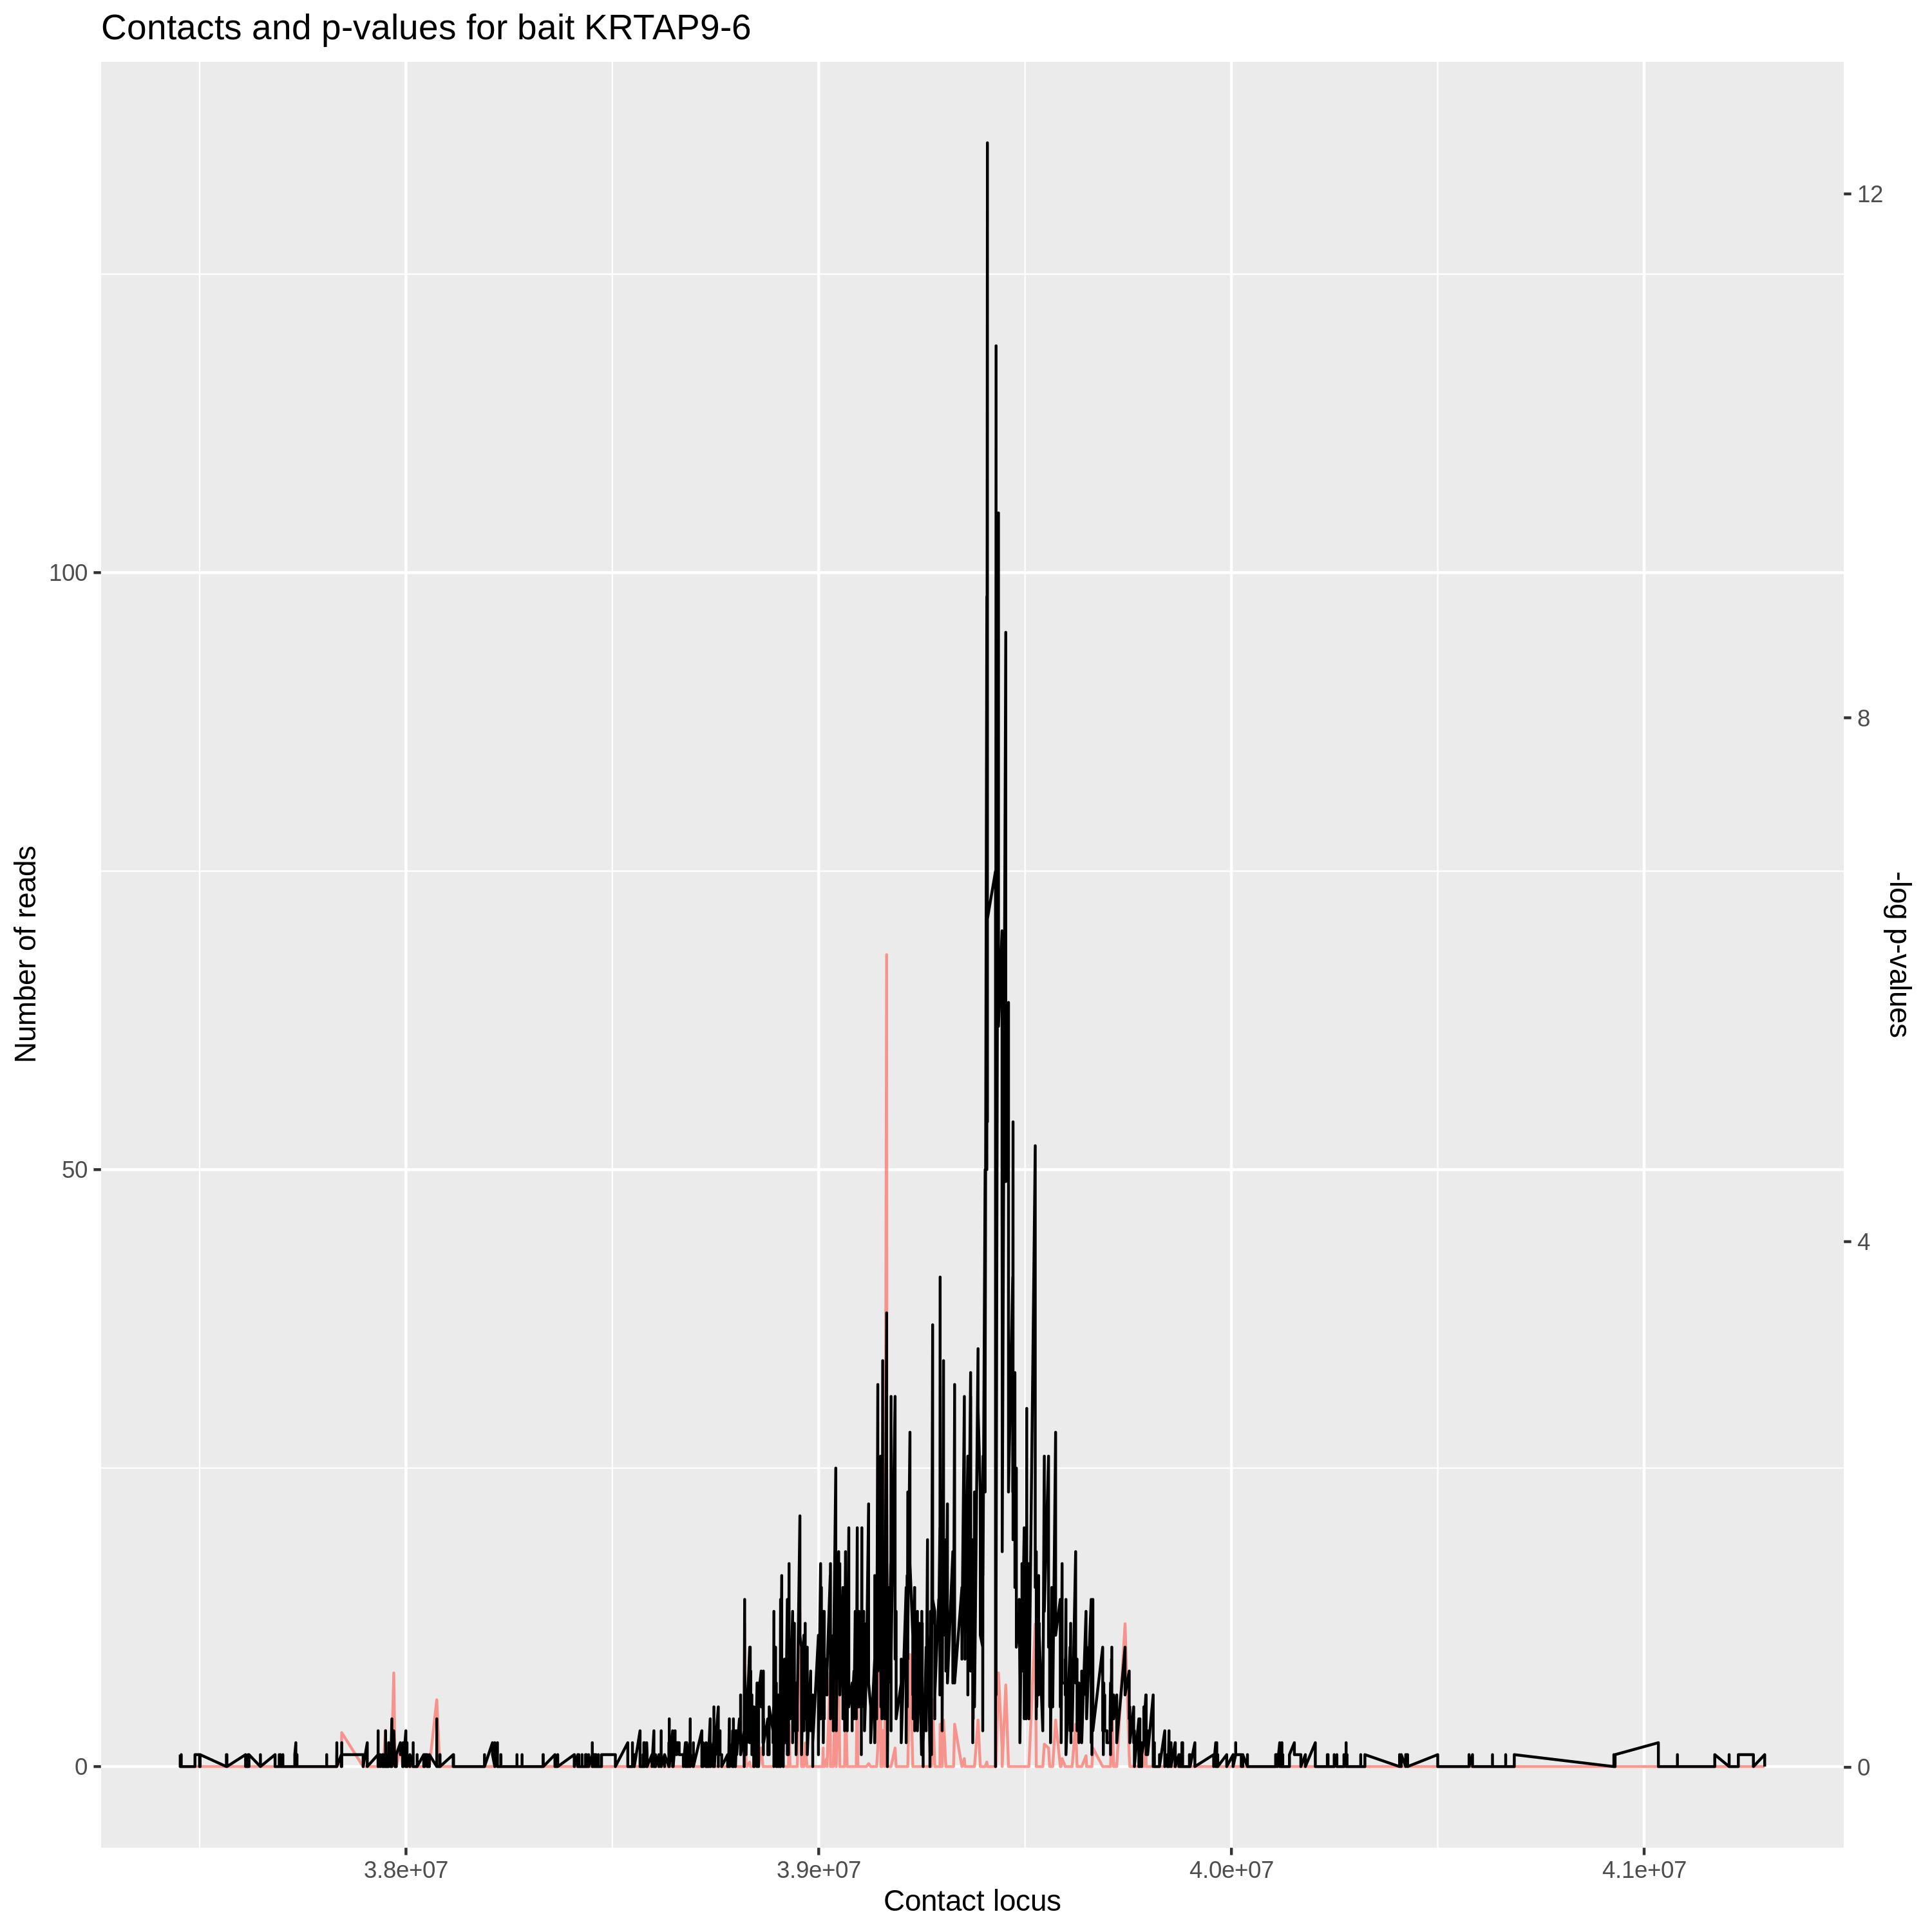 Contacts and p-values for bait KRTAP9-6
12
100
8
Number of reads
-log p-values
4
50
0
0
3.8e+07
3.9e+07
4.0e+07
4.1e+07
Contact locus